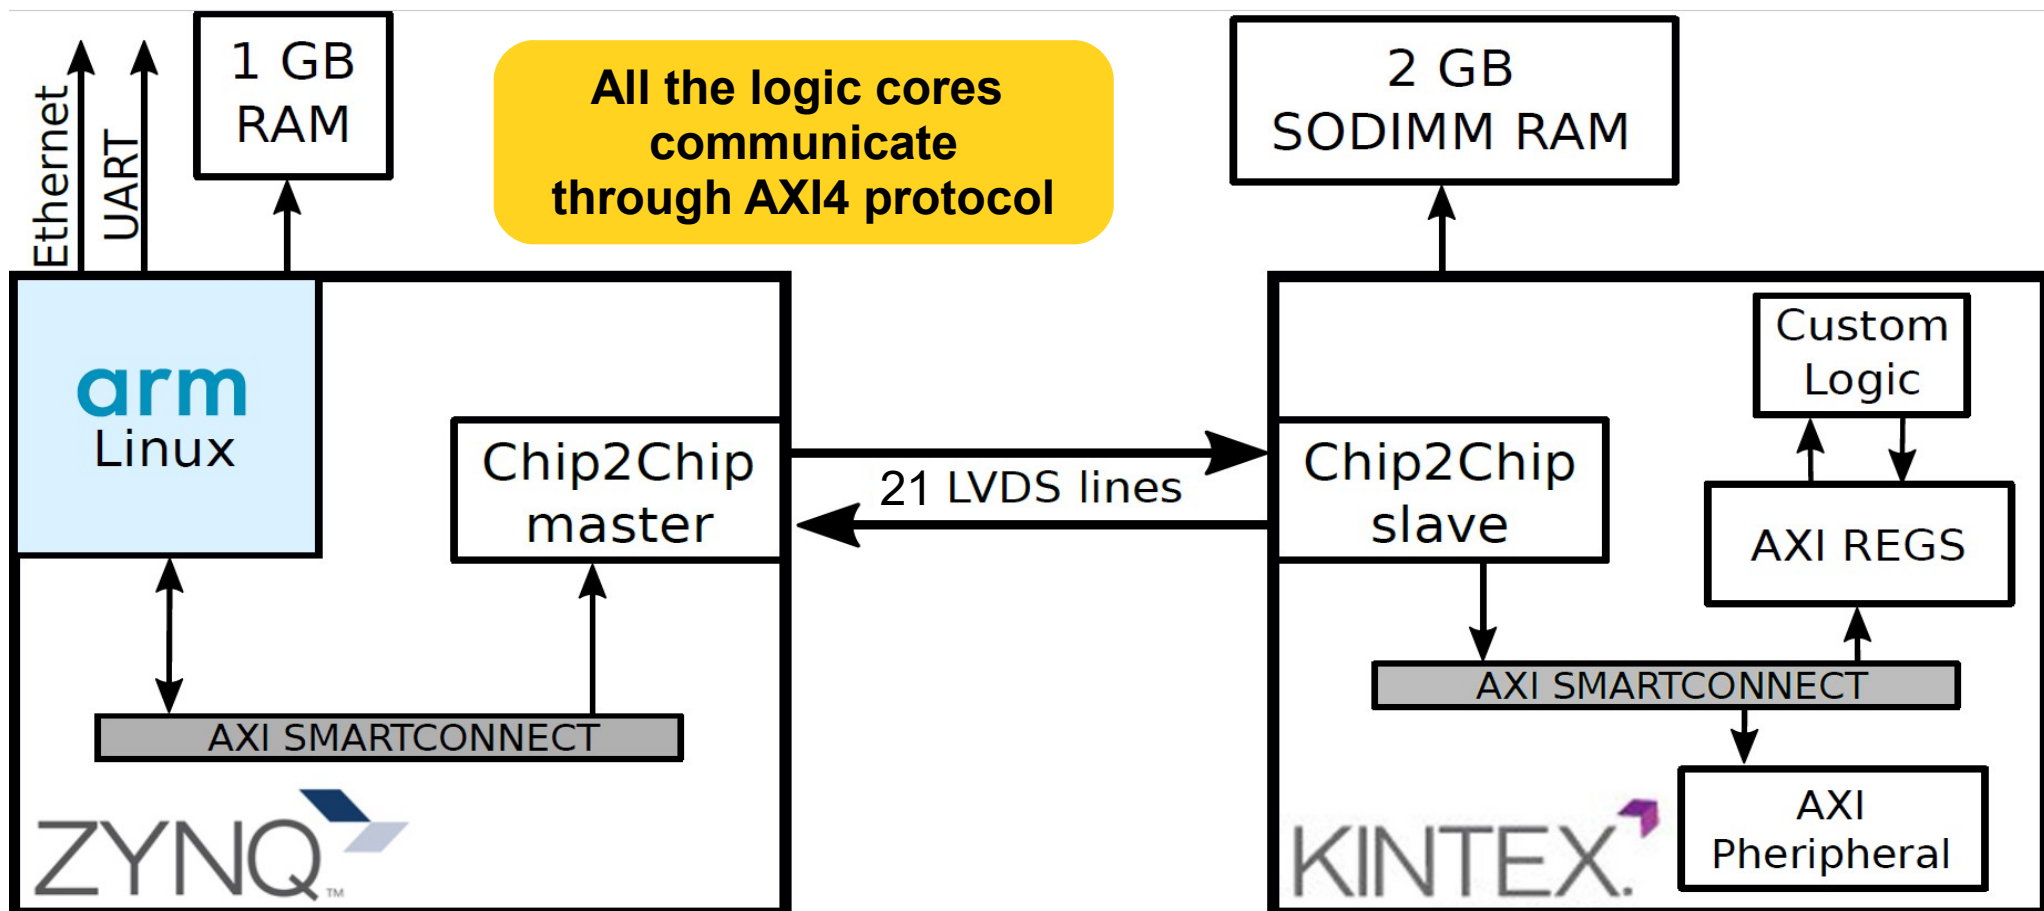 Ethernet
UART
1 GB
RAM
All the logic cores
communicate
through AXI4 protocol
2 GB
SODIMM RAM
arm
Linux
Chip2Chip
master
21 LVDS lines
Chip2Chip
slave
Custom
Logic
AXI REGS
AXI SMARTCONNECT
AXI SMARTCONNECT
AXI
Pheripheral
ZYNQ™
KINTEX.